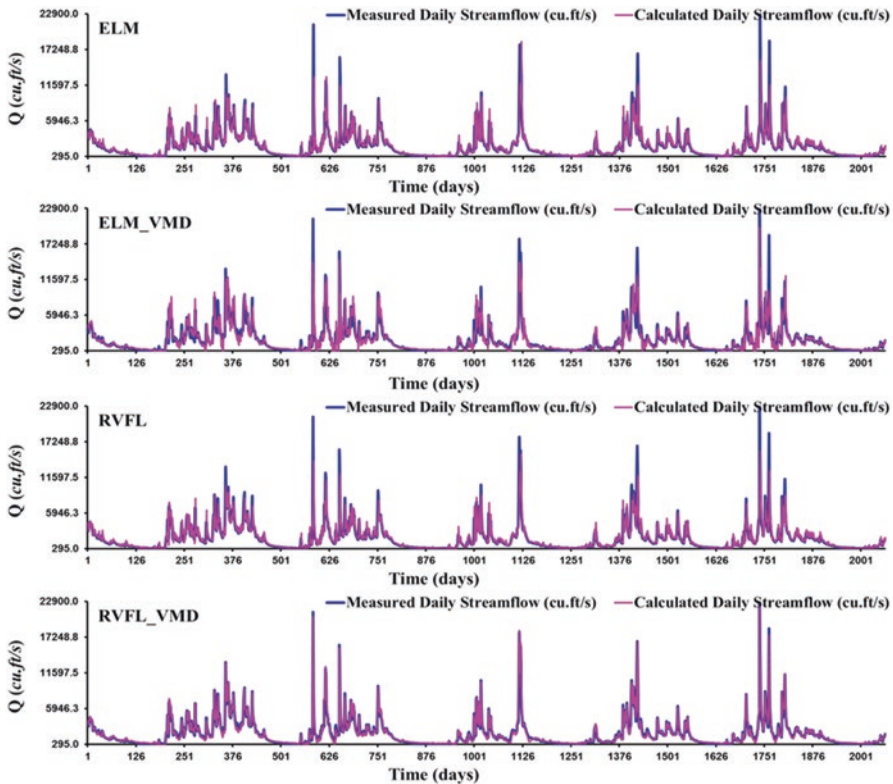 22900.0 Measured Daily Streamflow (cu.ft/s) Calculated Daily Streamflow (cu.ft/s)
ELM
17248.8
11597.5
Q (cu.ft/s)
5946.3
295.0
1 126 251 376 501 626 751 876 1001 1126 1251 1376 1501 1626 1751 1876 2001
Time (days)
22900.0 Measured Daily Streamflow (cu.ft/s) Calculated Daily Streamflow (cu.ft/s)
ELM_VMD
17248.8
11597.5
Q (cu.ft/s)
5946.3
295.0
1 126 251 376 501 626 751 876 1001 1126 1251 1376 1501 1626 1751 1876 2001
Time (days)
22900.0 Measured Daily Streamflow (cu.ft/s) Calculated Daily Streamflow (cu.ft/s)
RVFL
17248.8
11597.5
Q (cu.ft/s)
5946.3
295.0
1 126 251 376 501 626 751 876 1001 1126 1251 1376 1501 1626 1751 1876 2001
Time (days)
22900.0 Measured Daily Streamflow (cu.ft/s) Calculated Daily Streamflow (cu.ft/s)
RVFL_VMD
17248.8
11597.5
Q (cu.ft/s)
5946.3
295.0
1 126 251 376 501 626 751 876 1001 1126 1251 1376 1501 1626 1751 1876 2001
Time (days)